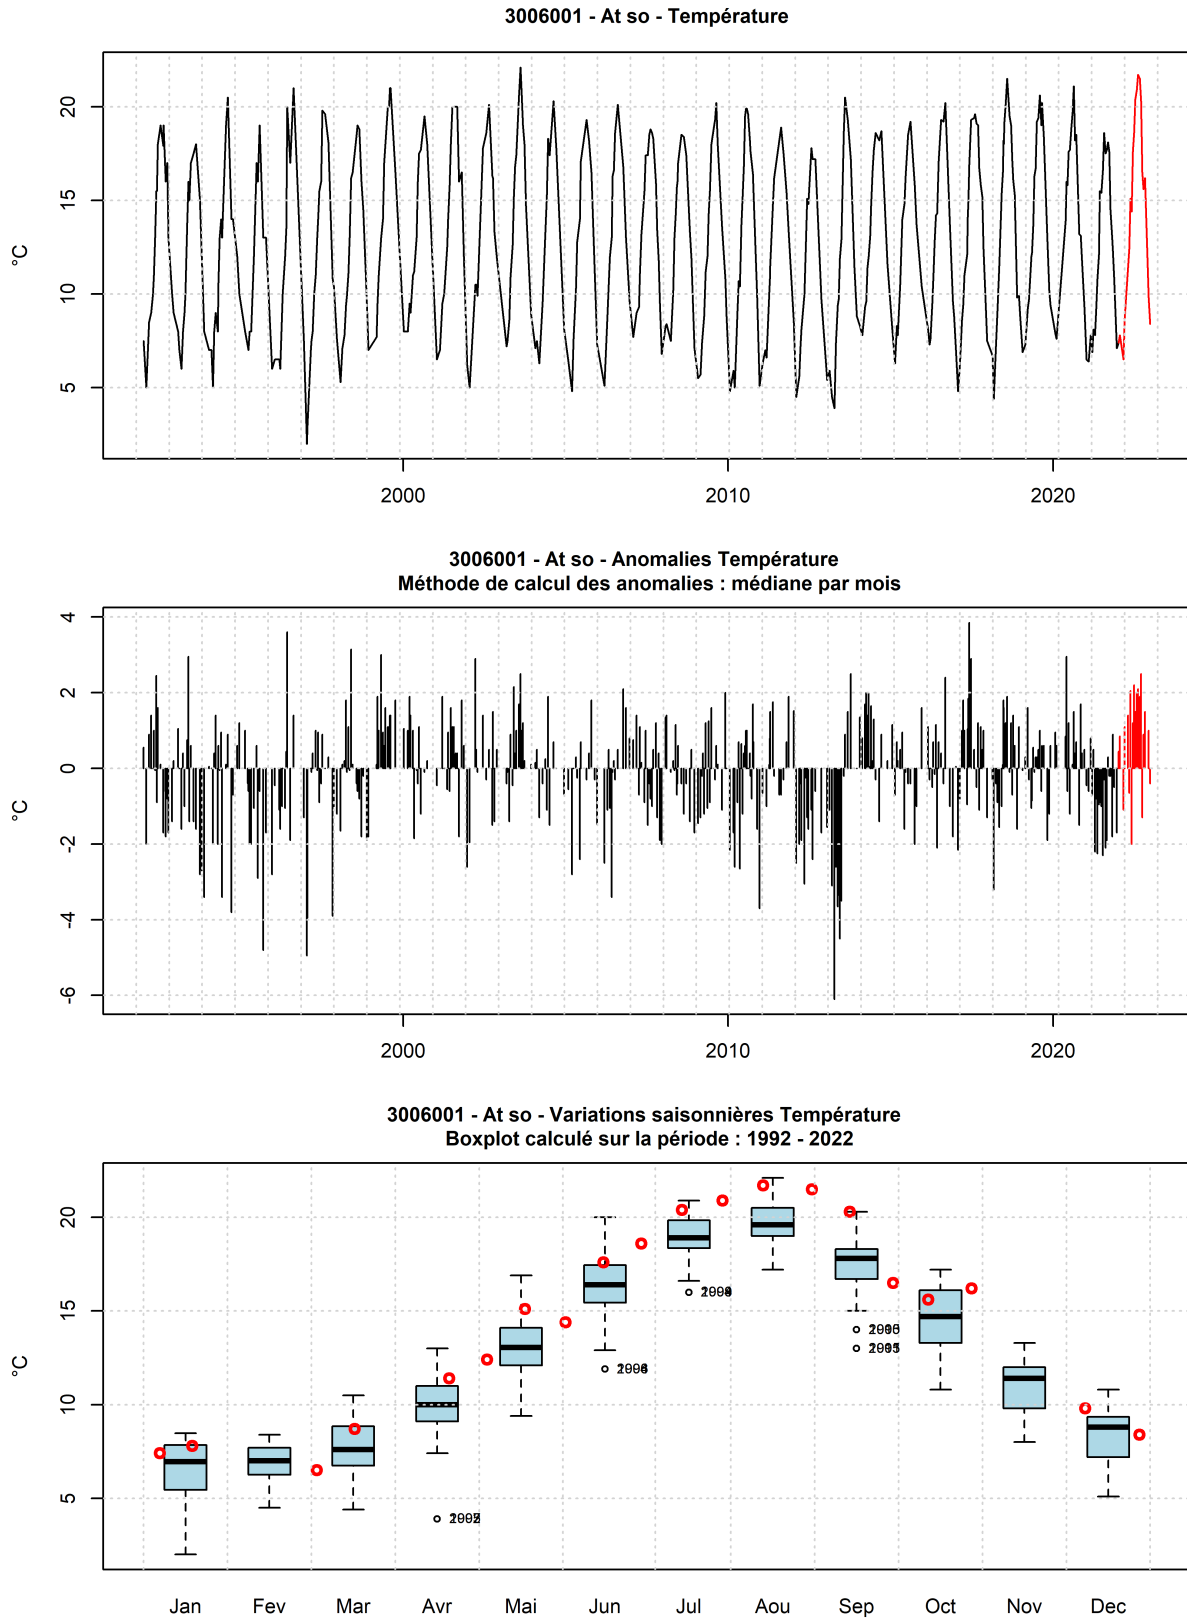 3006001 - At so - Température
20
15
10
5
°C
2000
2010
2020
3006001 - At so - Anomalies Température
Méthode de calcul des anomalies : médiane par mois
4
2
0
-2
-4
-6
°C
2000
2010
2020
3006001 - At so - Variations saisonnières Température
Boxplot calculé sur la période : 1992 - 2022
20
15
10
5
°C
Jan
Fev
Mar
Avr
Mai
Jun
Jul
Aou
Sep
Oct
Nov
Dec